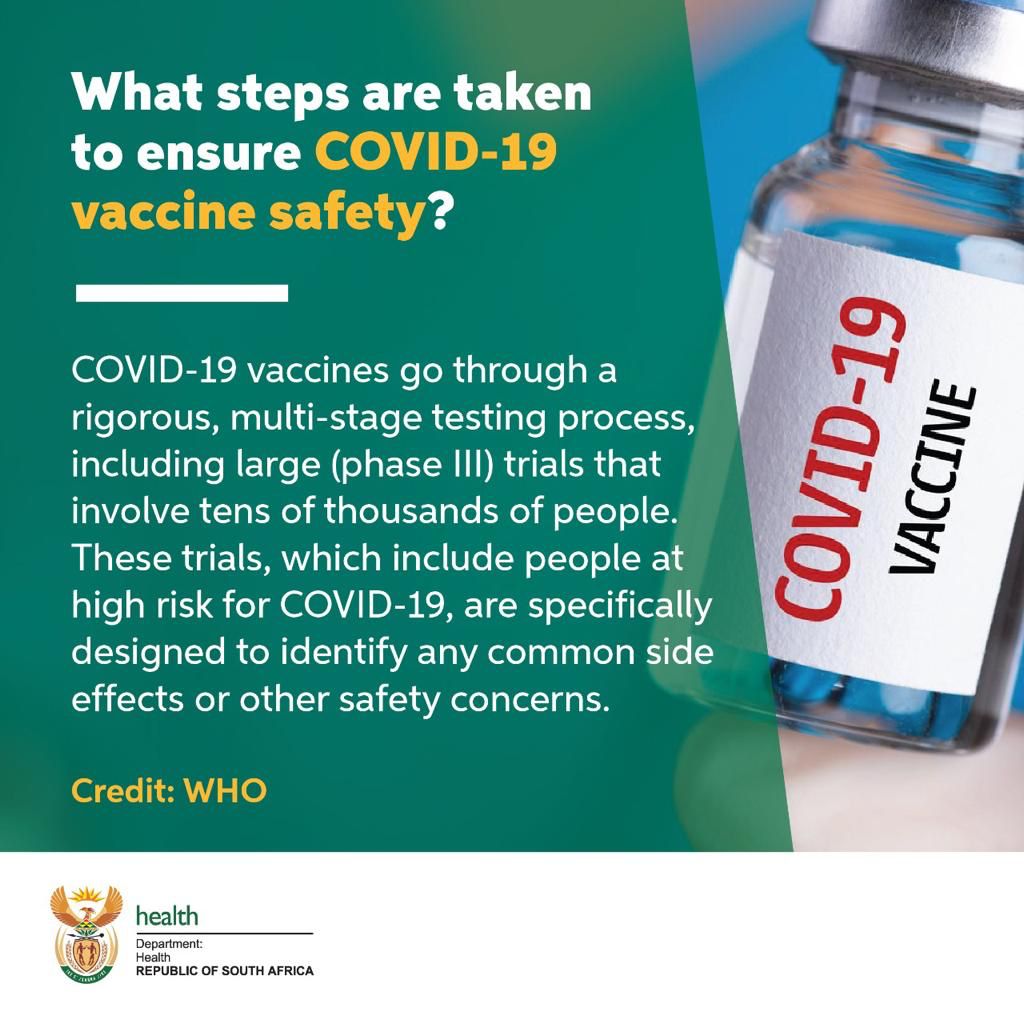 What steps are taken
to ensure COVID-19
vaccine safety?
COVID-19 vaccines go through a
rigorous, multi-stage testing process,
including large (phase III) trials that
involve tens of thousands of people.
These trials, which include people at
high risk for COVID-19, are specifically
designed to identify any common side
effects or other safety concerns.
Credit: WHO
COVID-19
VACCINE
health
Department:
Health
REPUBLIC OF SOUTH AFRICA